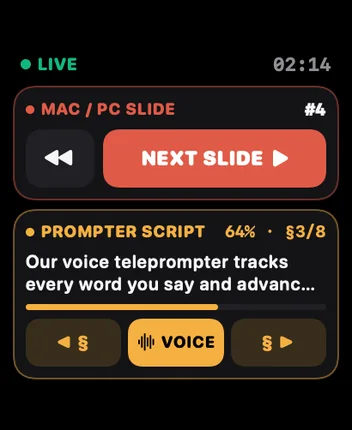 LIVE 02:14
MAC / PC SLIDE #4
NEXT SLIDE
PROMPTER SCRIPT 64% · §3/8
Our voice teleprompter tracks
every word you say and advanc...
§ VOICE §